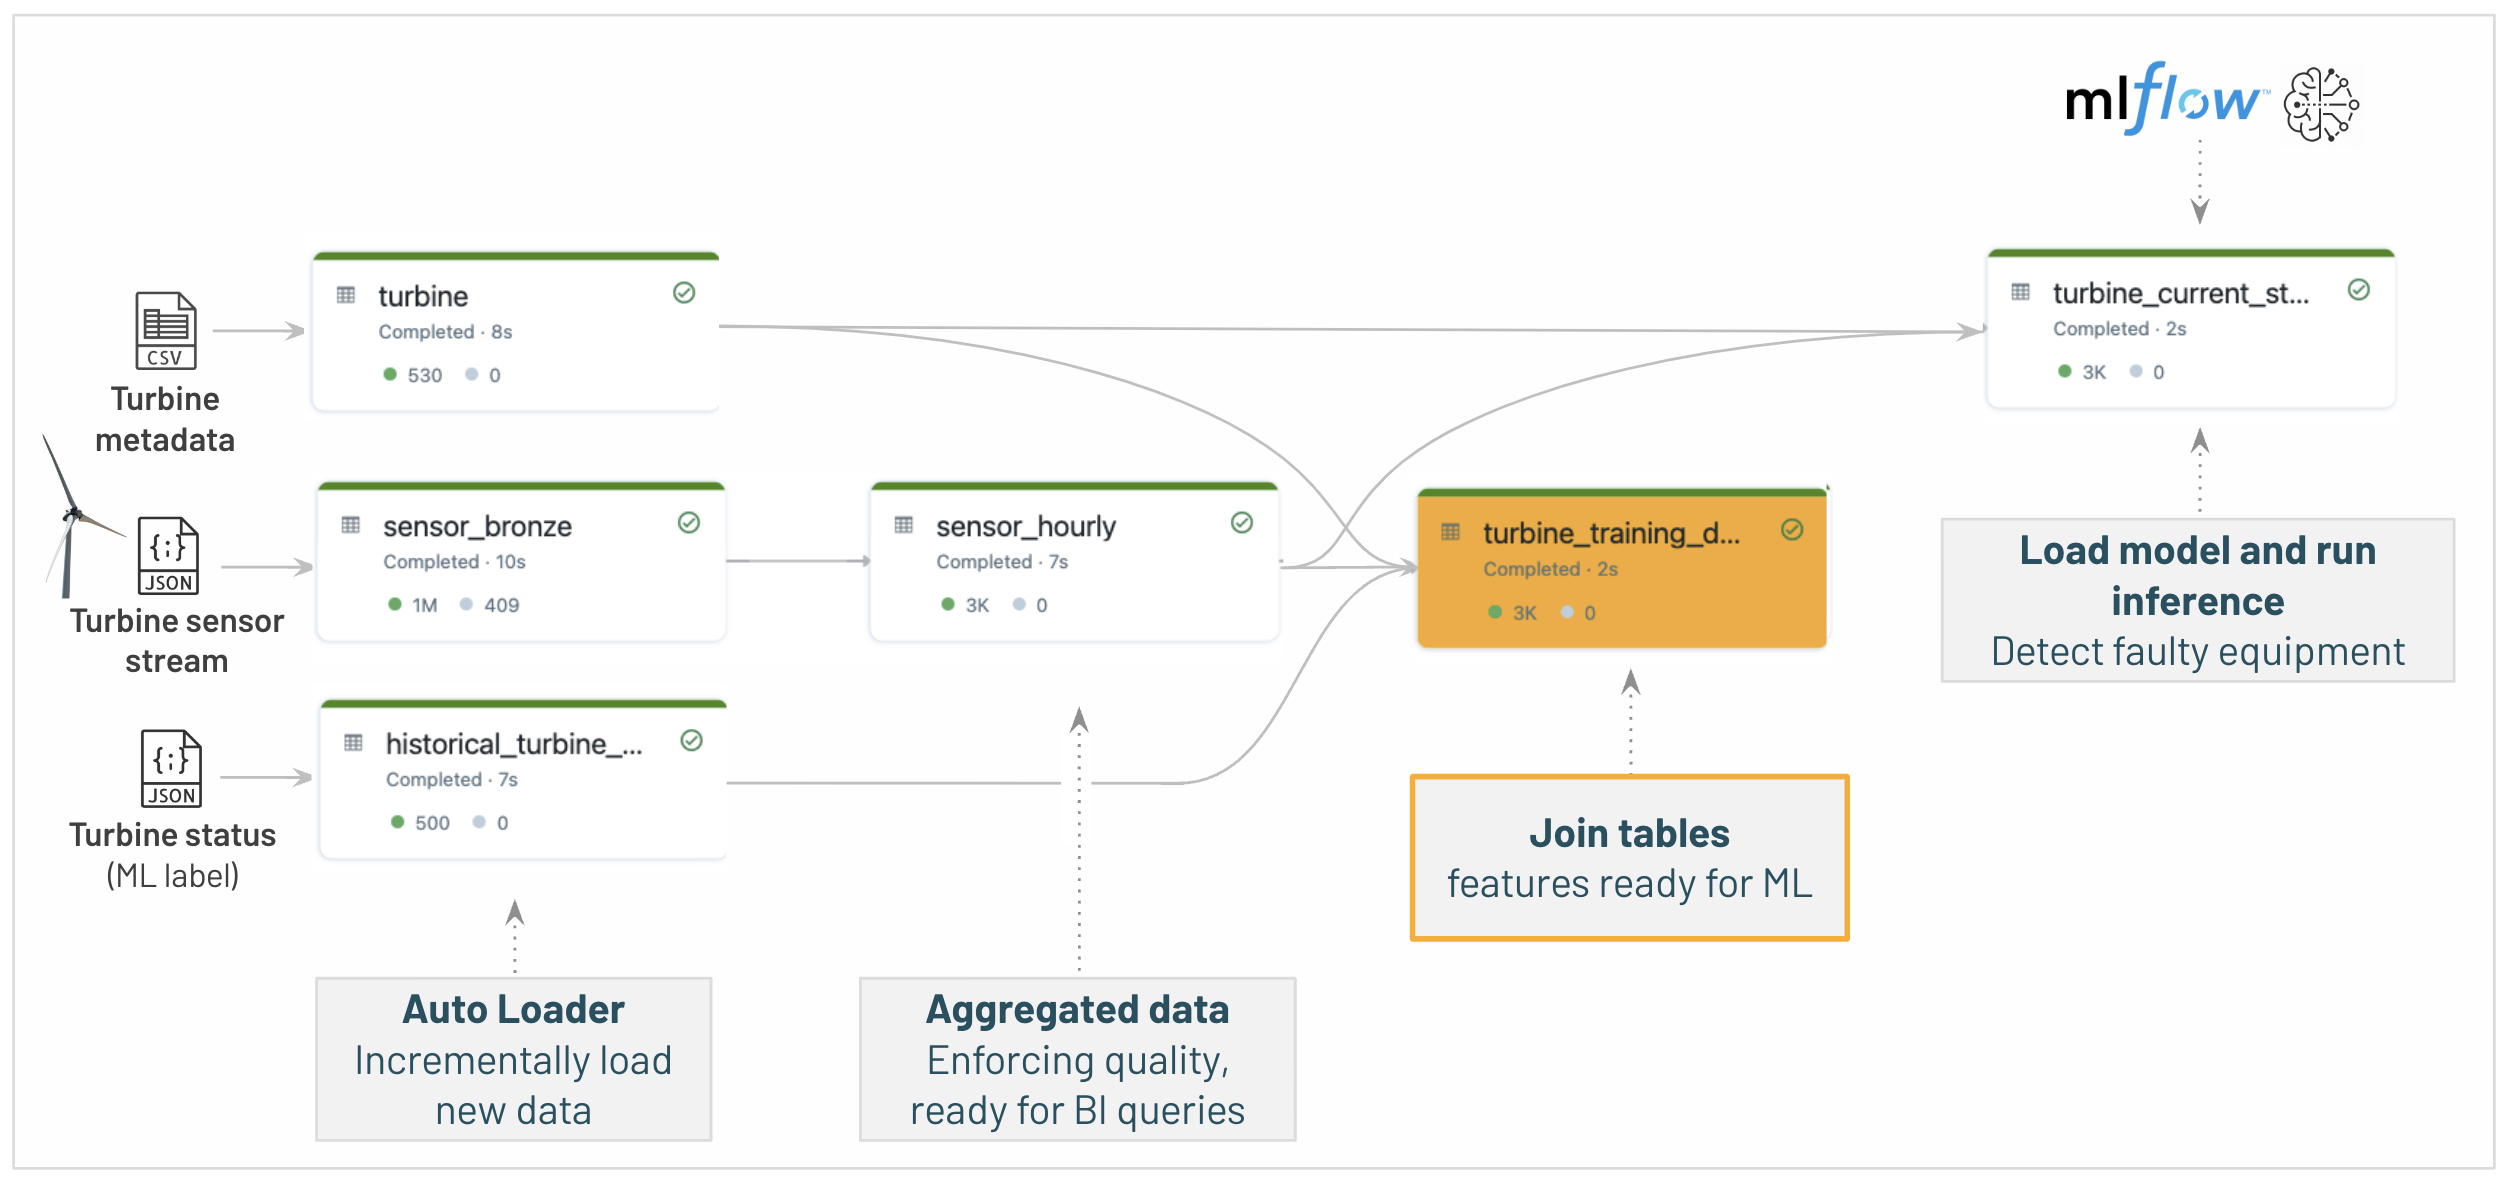 mlflow™
turbine
Completed · 8s
530 0
turbine_current_st...
Completed · 2s
3K 0
CSV
Turbine
metadata
sensor_bronze
Completed · 10s
1M 409
sensor_hourly
Completed · 7s
3K 0
turbine_training_d...
Completed · 2s
3K 0
Load model and run
inference
Detect faulty equipment
{;}
JSON
Turbine sensor
stream
historical_turbine_...
Completed · 7s
500 0
{;}
JSON
Turbine status
(ML label)
Join tables
features ready for ML
Auto Loader
Incrementally load
new data
Aggregated data
Enforcing quality,
ready for BI queries